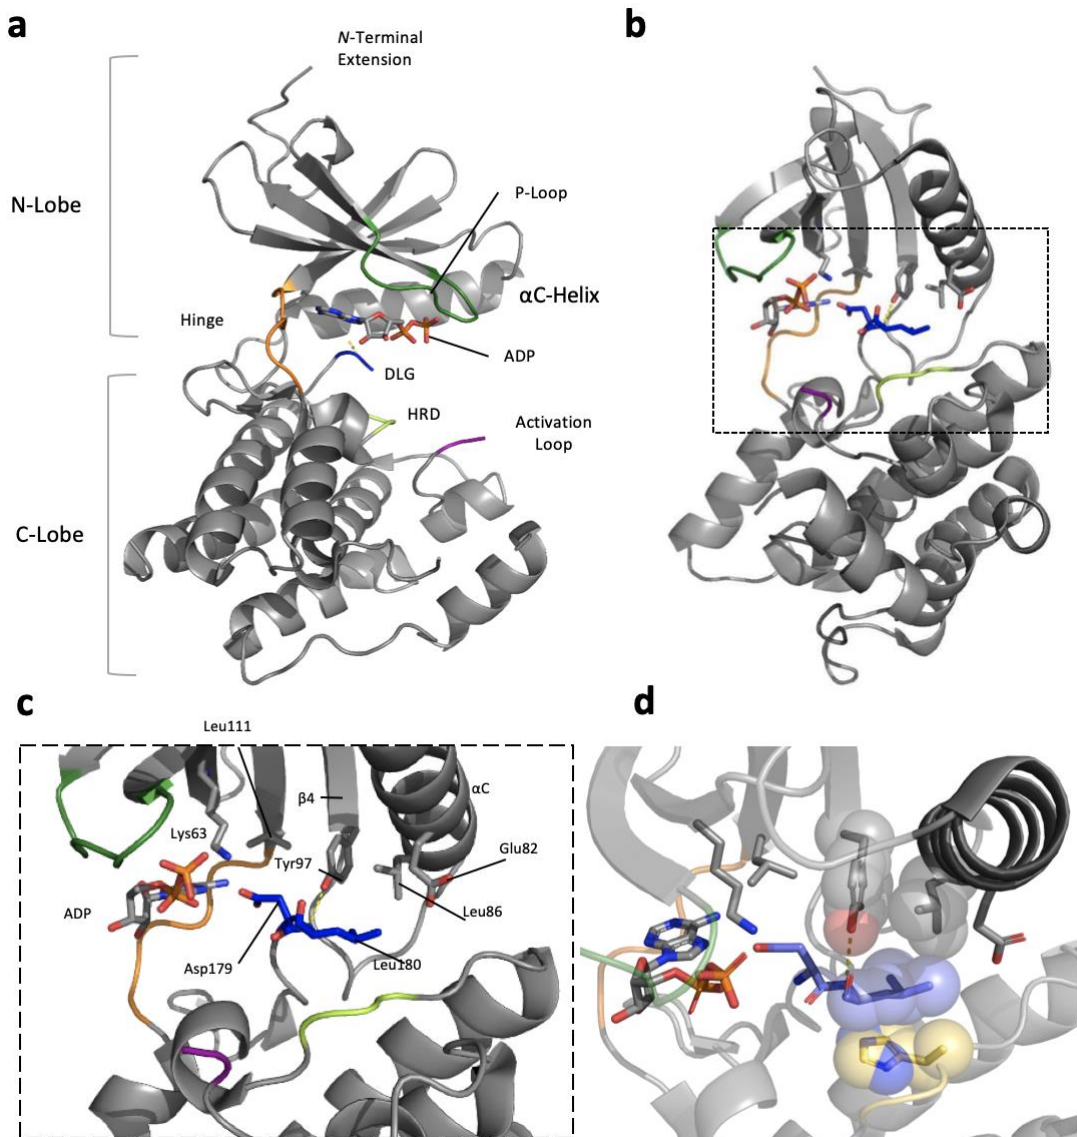 a
N-Terminal
Extension
N-Lobe
P-Loop
αC-Helix
Hinge
ADP
DLG
HRD
Activation
Loop
C-Lobe
b
c
Leu111
β4
αC
Lys63
Glu82
Tyr97
ADP
Leu86
Asp179
Leu180
d